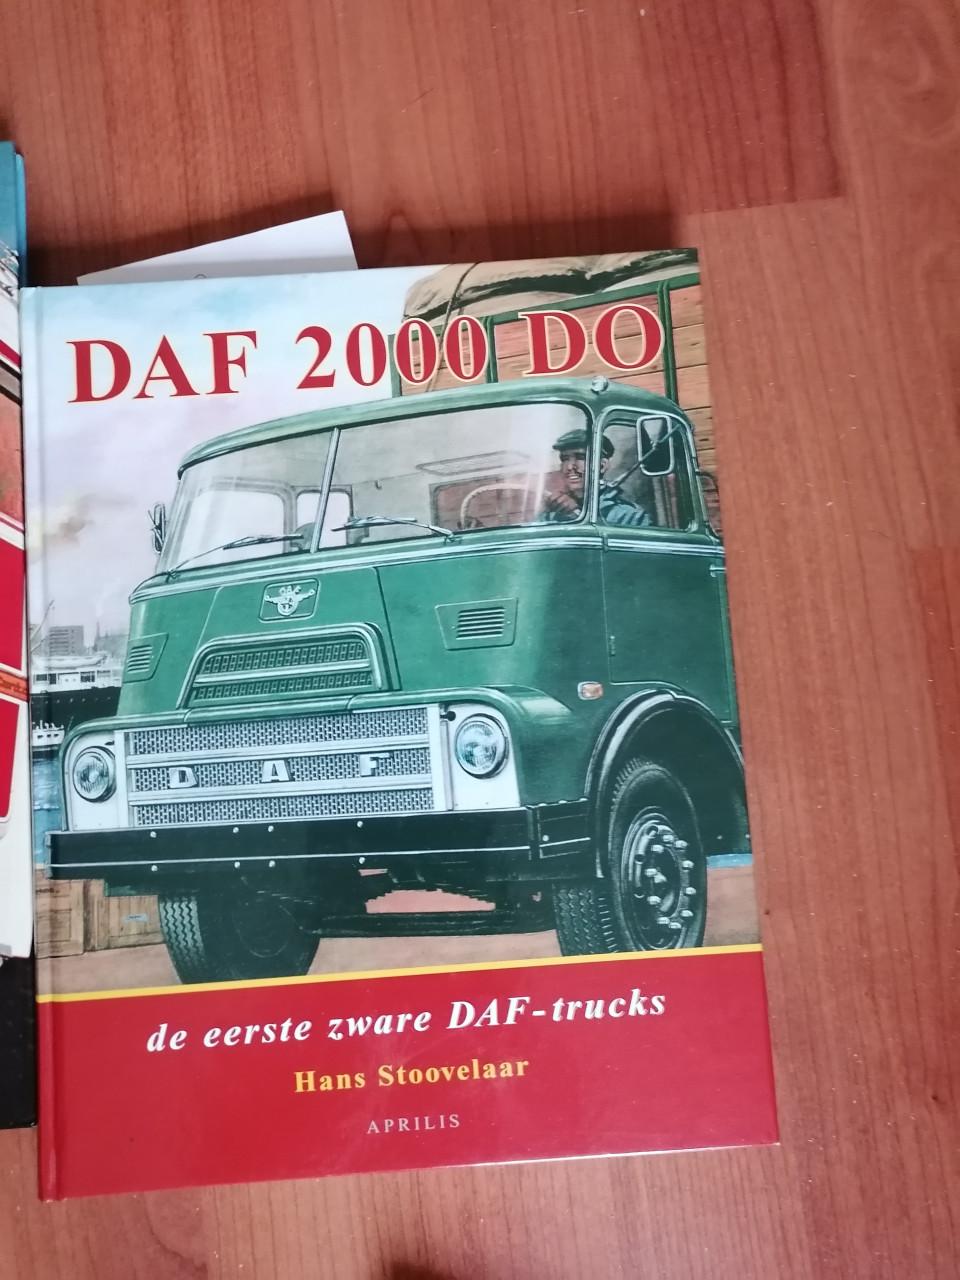 DAF 2000 DO
DAF
D A F
de eerste zware DAF-trucks
Hans Stoovelaar
APRILIS